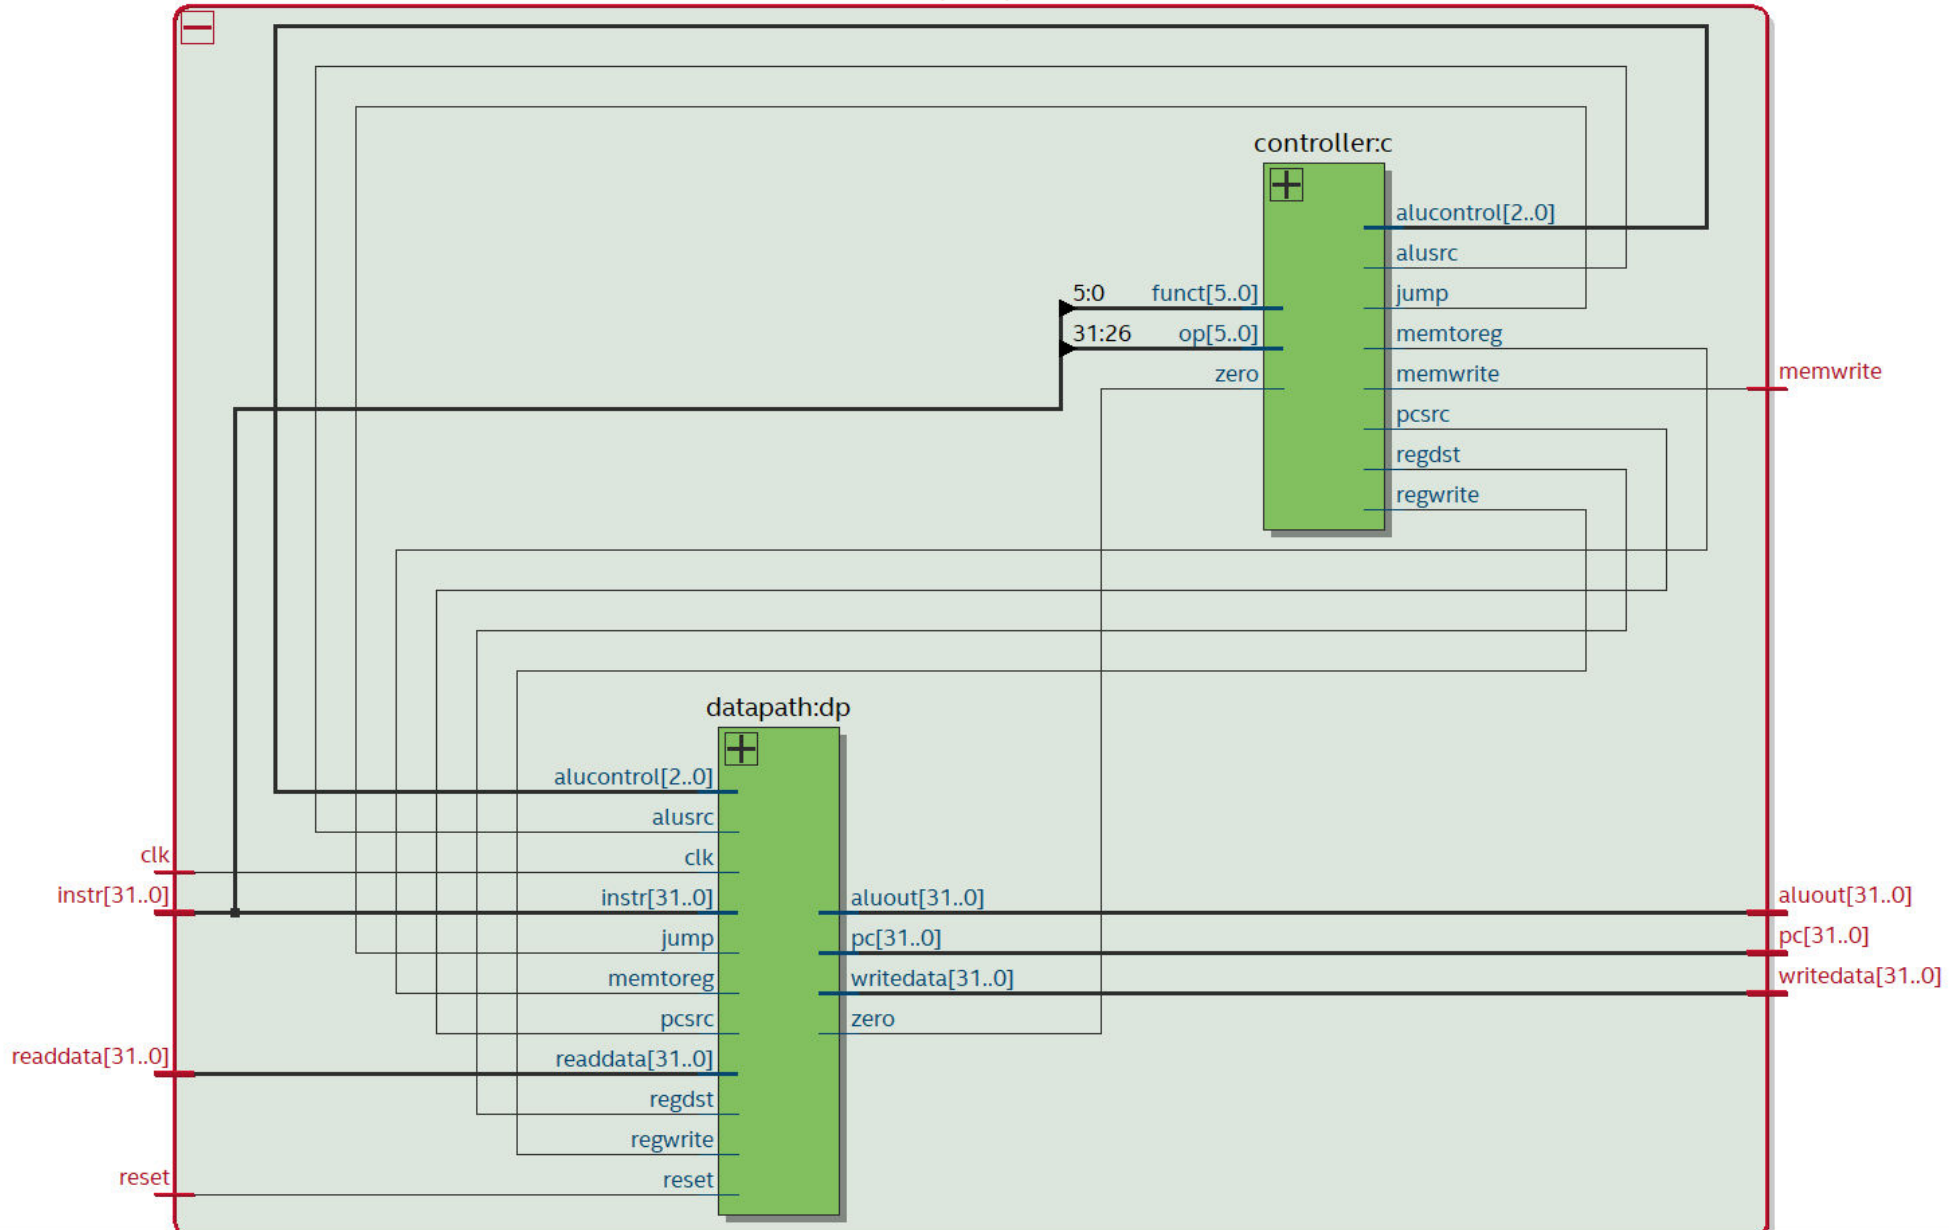 controller:c
alucontrol[2..0]
alusrc
5:0 funct[5..0] jump
31:26 op[5..0] memtoreg
zero memwrite memwrite
pcsrc
regdst
regwrite
datapath:dp
alucontrol[2..0]
alusrc
clk clk
instr[31..0] instr[31..0] aluout[31..0] aluout[31..0]
jump pc[31..0] pc[31..0]
memtoreg writedata[31..0] writedata[31..0]
pcsrc zero
readdata[31..0] readdata[31..0]
regdst
regwrite
reset reset